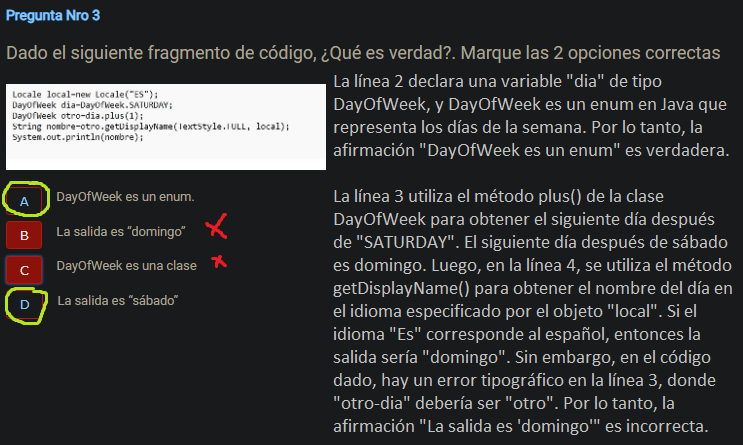 Pregunta Nro 3
Dado el siguiente fragmento de código, ¿Qué es verdad?. Marque las 2 opciones correctas
Locale local=new Locale("ES");
DayOfWeek dia=DayOfWeek.SATURDAY;
DayOfWeek otro=dia.plus(1);
String nombre=otro.getDisplayName(TextStyle.FULL, local);
System.out.println(nombre);
A DayOfWeek es un enum.
B La salida es “domingo”
C DayOfWeek es una clase
D La salida es “sábado”
La línea 2 declara una variable "dia" de tipo
DayOfWeek, y DayOfWeek es un enum en Java que
representa los días de la semana. Por lo tanto, la
afirmación "DayOfWeek es un enum" es verdadera.
La línea 3 utiliza el método plus() de la clase
DayOfWeek para obtener el siguiente día después
de "SATURDAY". El siguiente día después de sábado
es domingo. Luego, en la línea 4, se utiliza el método
getDisplayName() para obtener el nombre del día en
el idioma especificado por el objeto "local". Si el
idioma "Es" corresponde al español, entonces la
salida sería "domingo". Sin embargo, en el código
dado, hay un error tipográfico en la línea 3, donde
"otro-dia" debería ser "otro". Por lo tanto, la
afirmación "La salida es 'domingo'" es incorrecta.